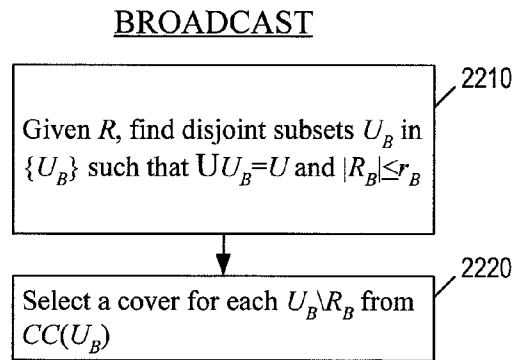 BROADCAST
2210
Given R, find disjoint subsets U_B in
{U_B} such that UU_B=U and |R_B|≤r_B
2220
Select a cover for each U_B\R_B from
CC(U_B)